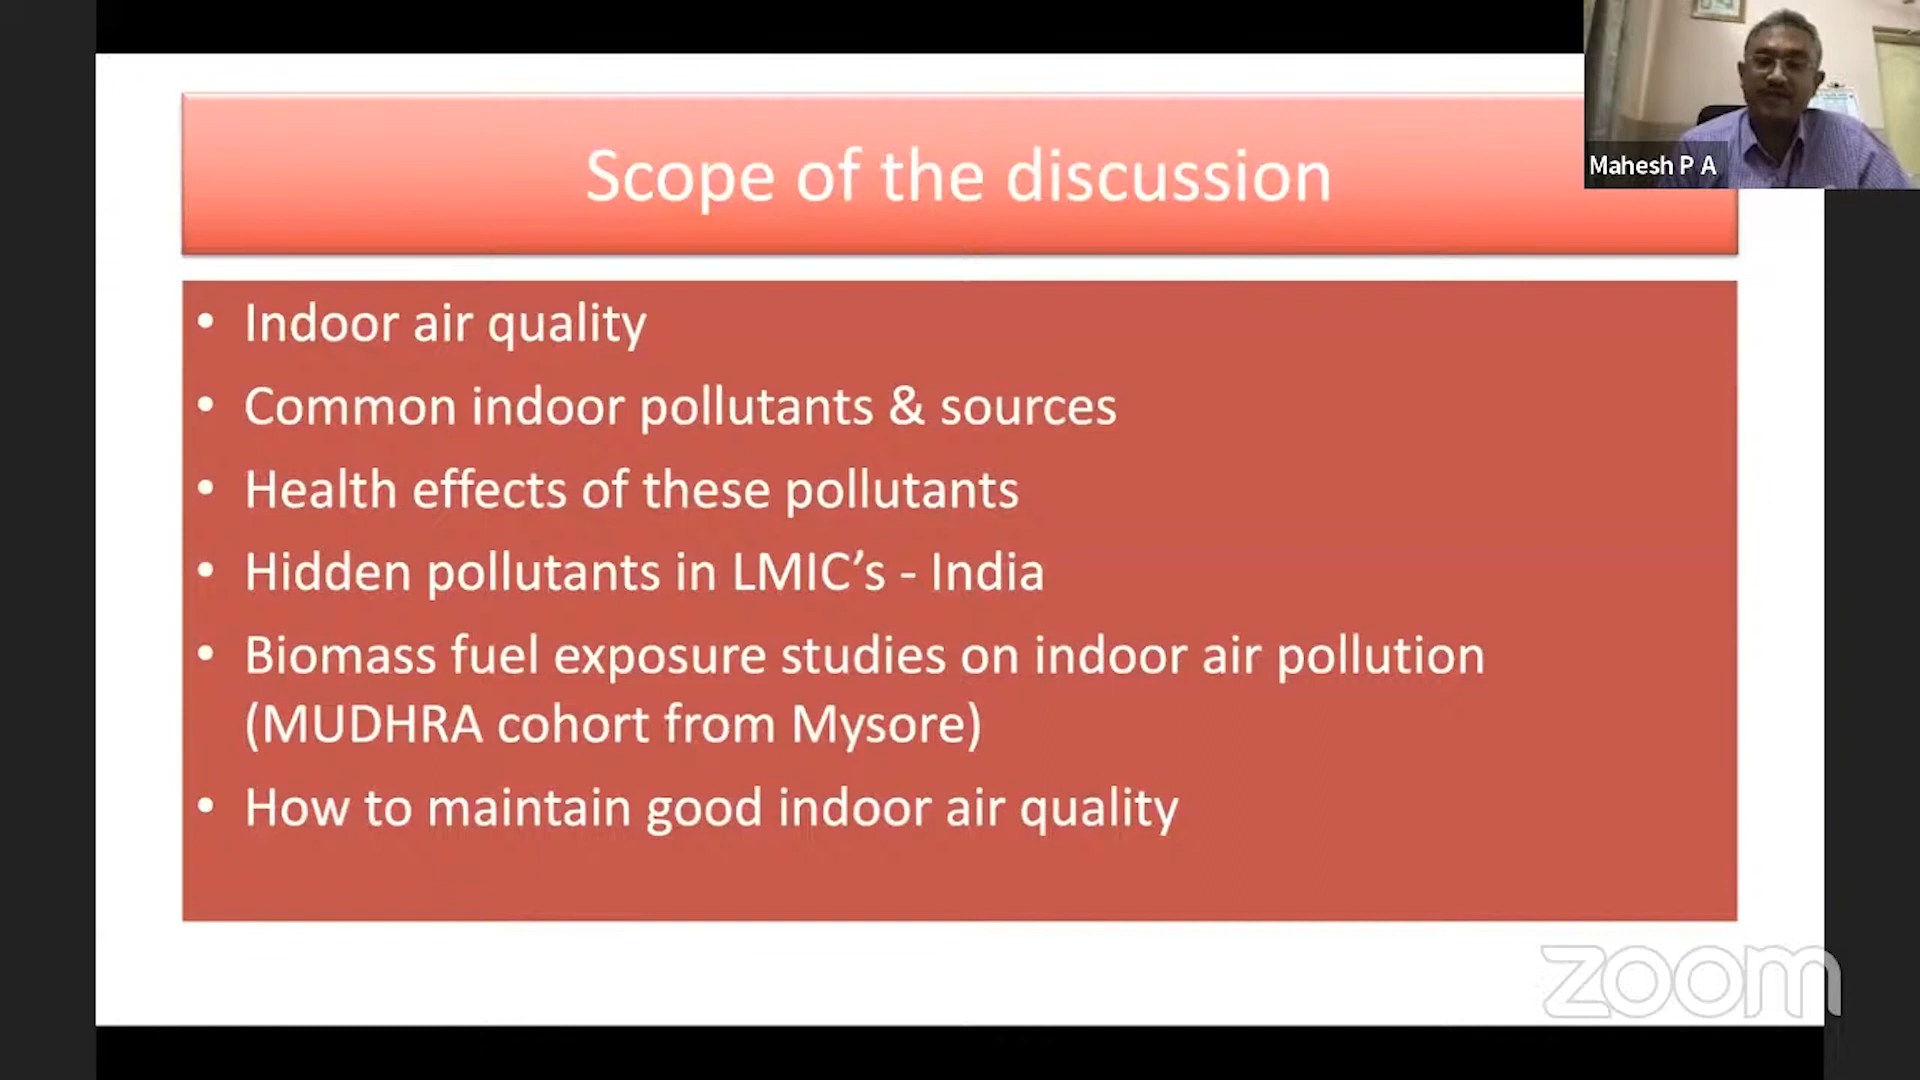 Scope of the discussion
Mahesh P A
• Indoor air quality
• Common indoor pollutants & sources
• Health effects of these pollutants
• Hidden pollutants in LMIC’s - India
• Biomass fuel exposure studies on indoor air pollution
(MUDHRA cohort from Mysore)
• How to maintain good indoor air quality
zoom